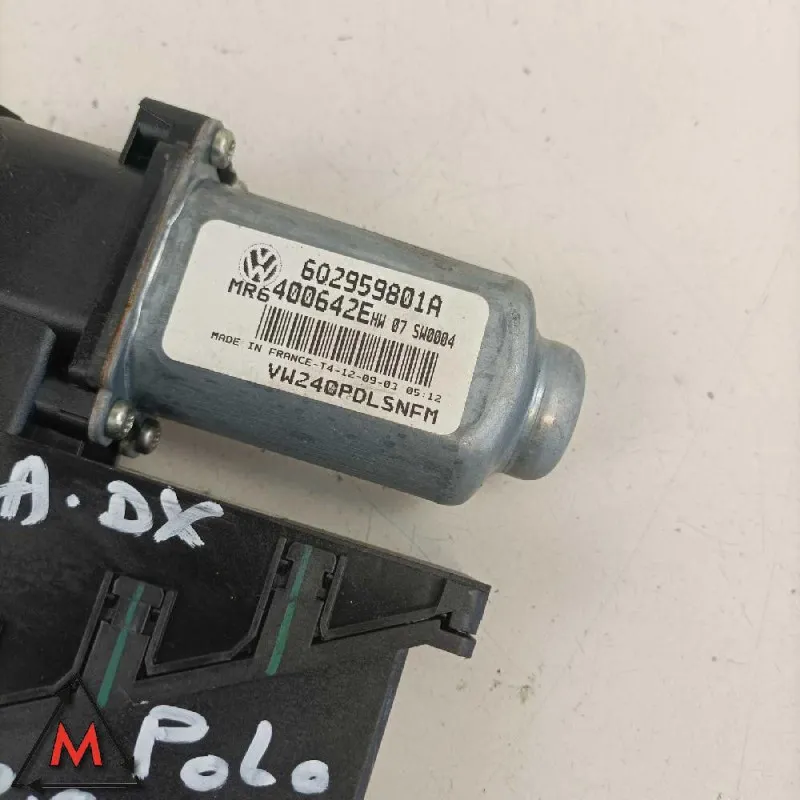 6Q2959801A
MR6400642E HW 07 SW0004
MADE IN FRANCE-T4-12-09-03 05:12
VW240PDLSNFM
A.DX
POLO
M